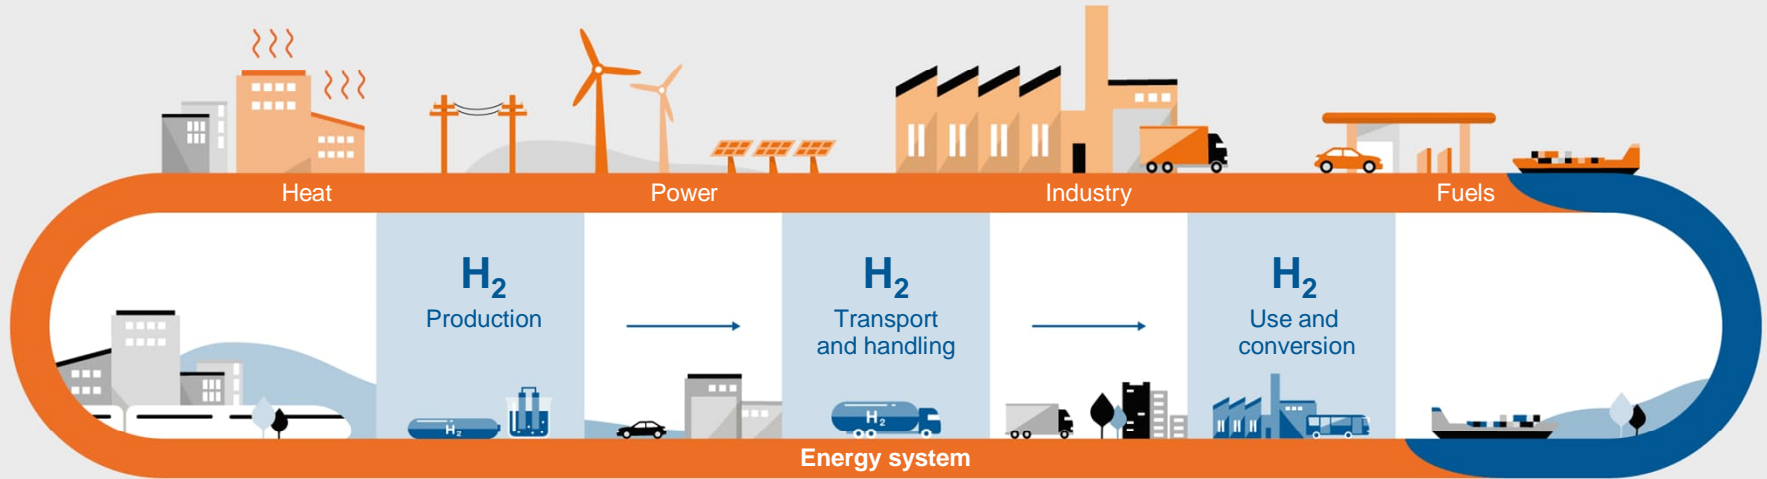 Heat
Power
Industry
Fuels
H₂
Production
H₂
Transport
and handling
H₂
Use and
conversion
H₂
H₂
Energy system